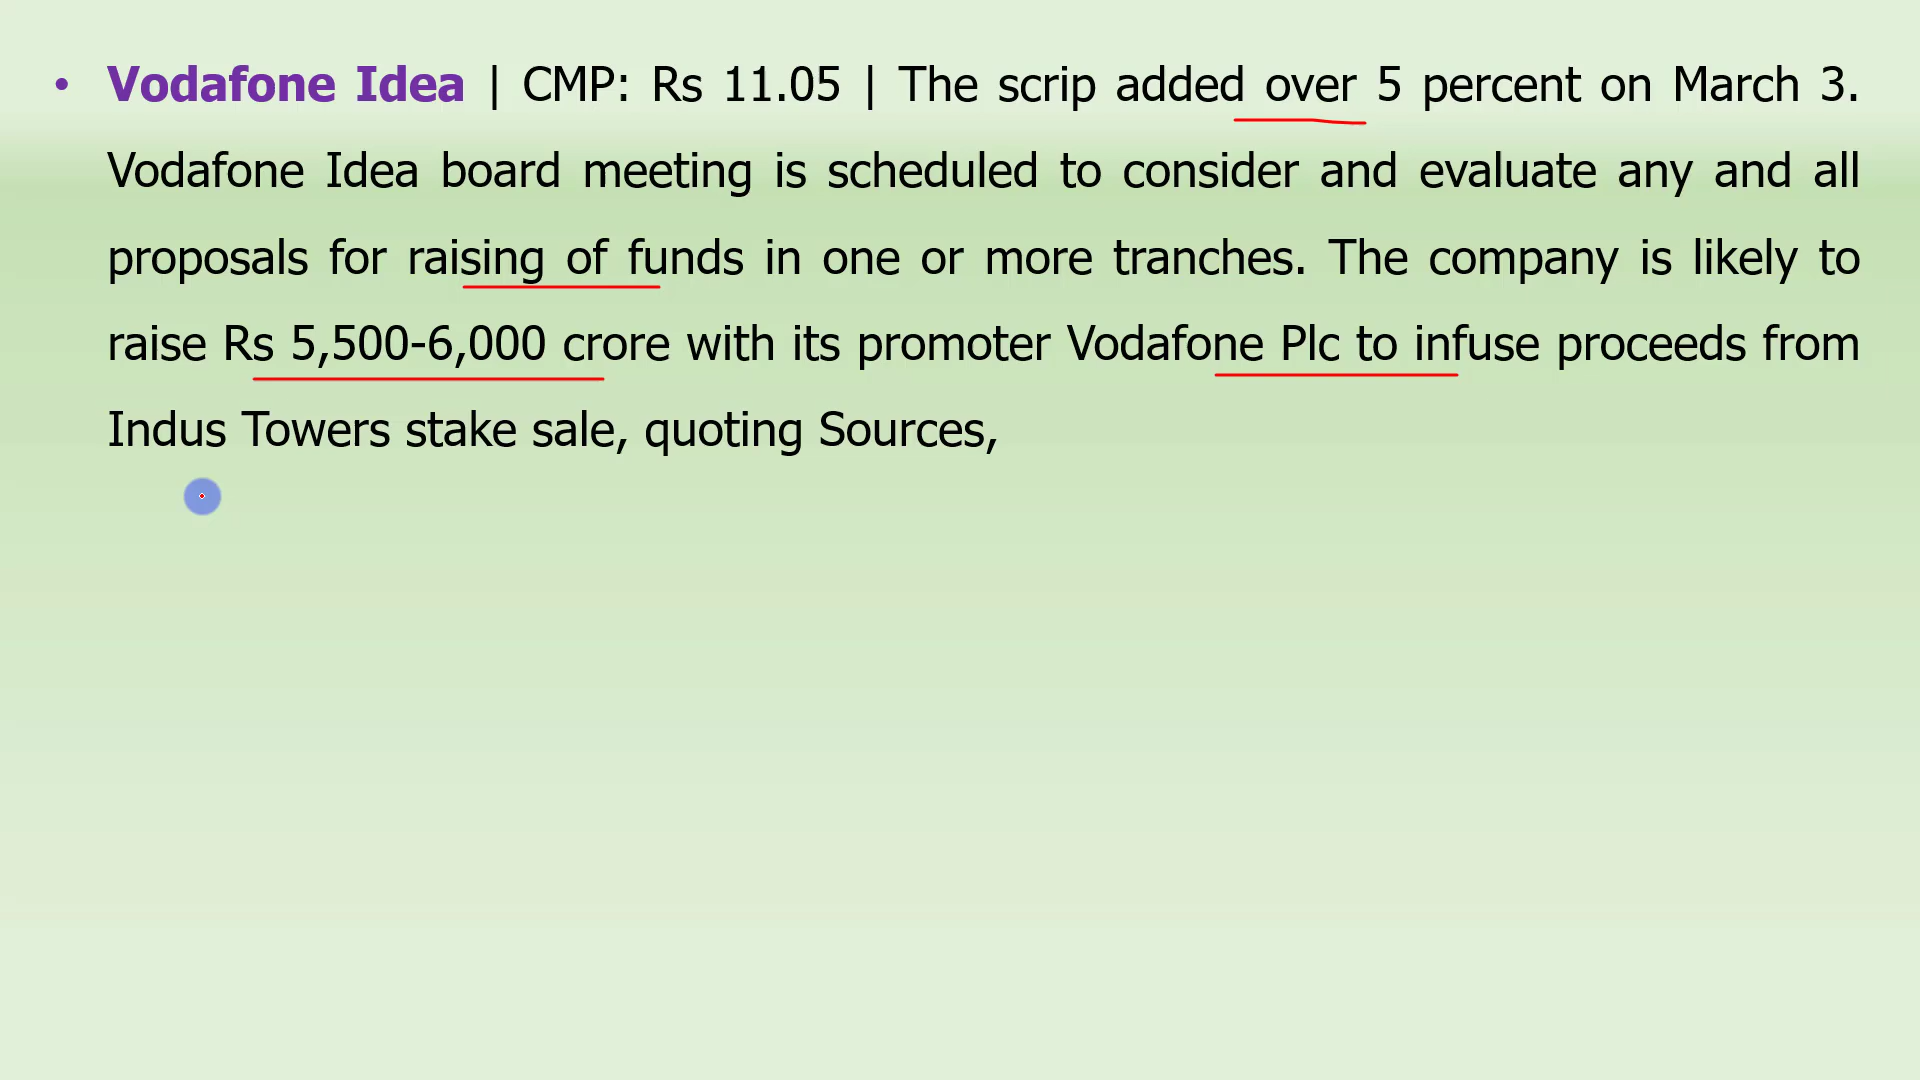 • Vodafone Idea | CMP: Rs 11.05 | The scrip added over 5 percent on March 3.
Vodafone Idea board meeting is scheduled to consider and evaluate any and all
proposals for raising of funds in one or more tranches. The company is likely to
raise Rs 5,500-6,000 crore with its promoter Vodafone Plc to infuse proceeds from
Indus Towers stake sale, quoting Sources,